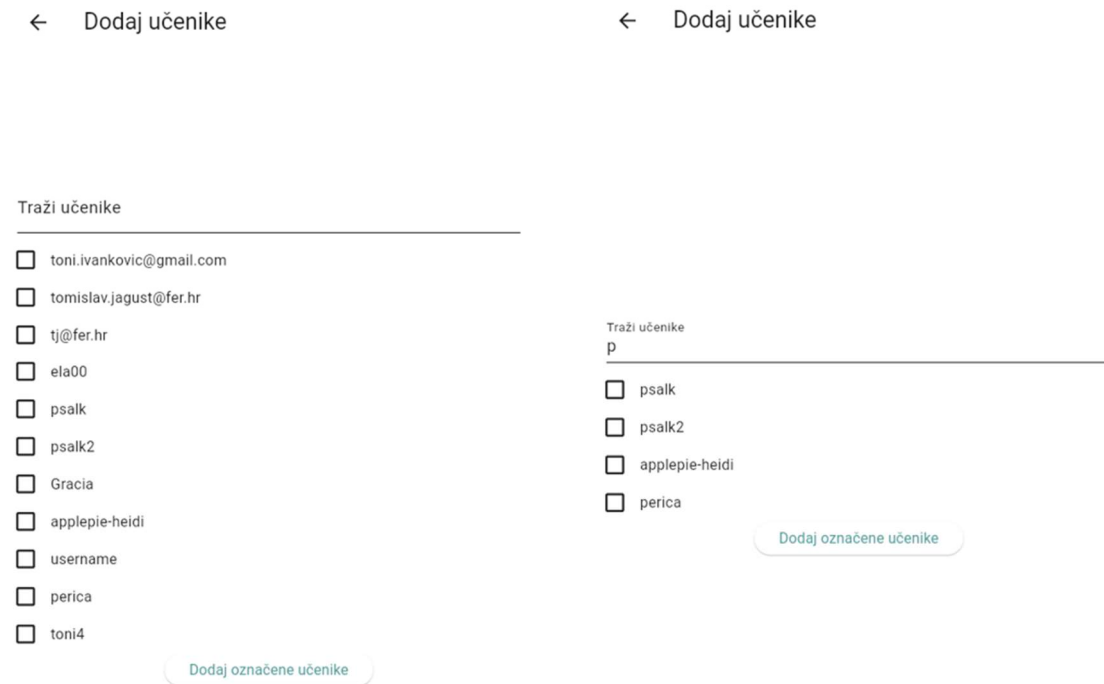 Dodaj učenike
Traži učenike
toni.ivankovic@gmail.com
tomislav.jagust@fer.hr
tj@fer.hr
ela00
psalk
psalk2
Gracia
applepie-heidi
username
perica
toni4
Dodaj označene učenike
Dodaj učenike
Traži učenike
p
psalk
psalk2
applepie-heidi
perica
Dodaj označene učenike